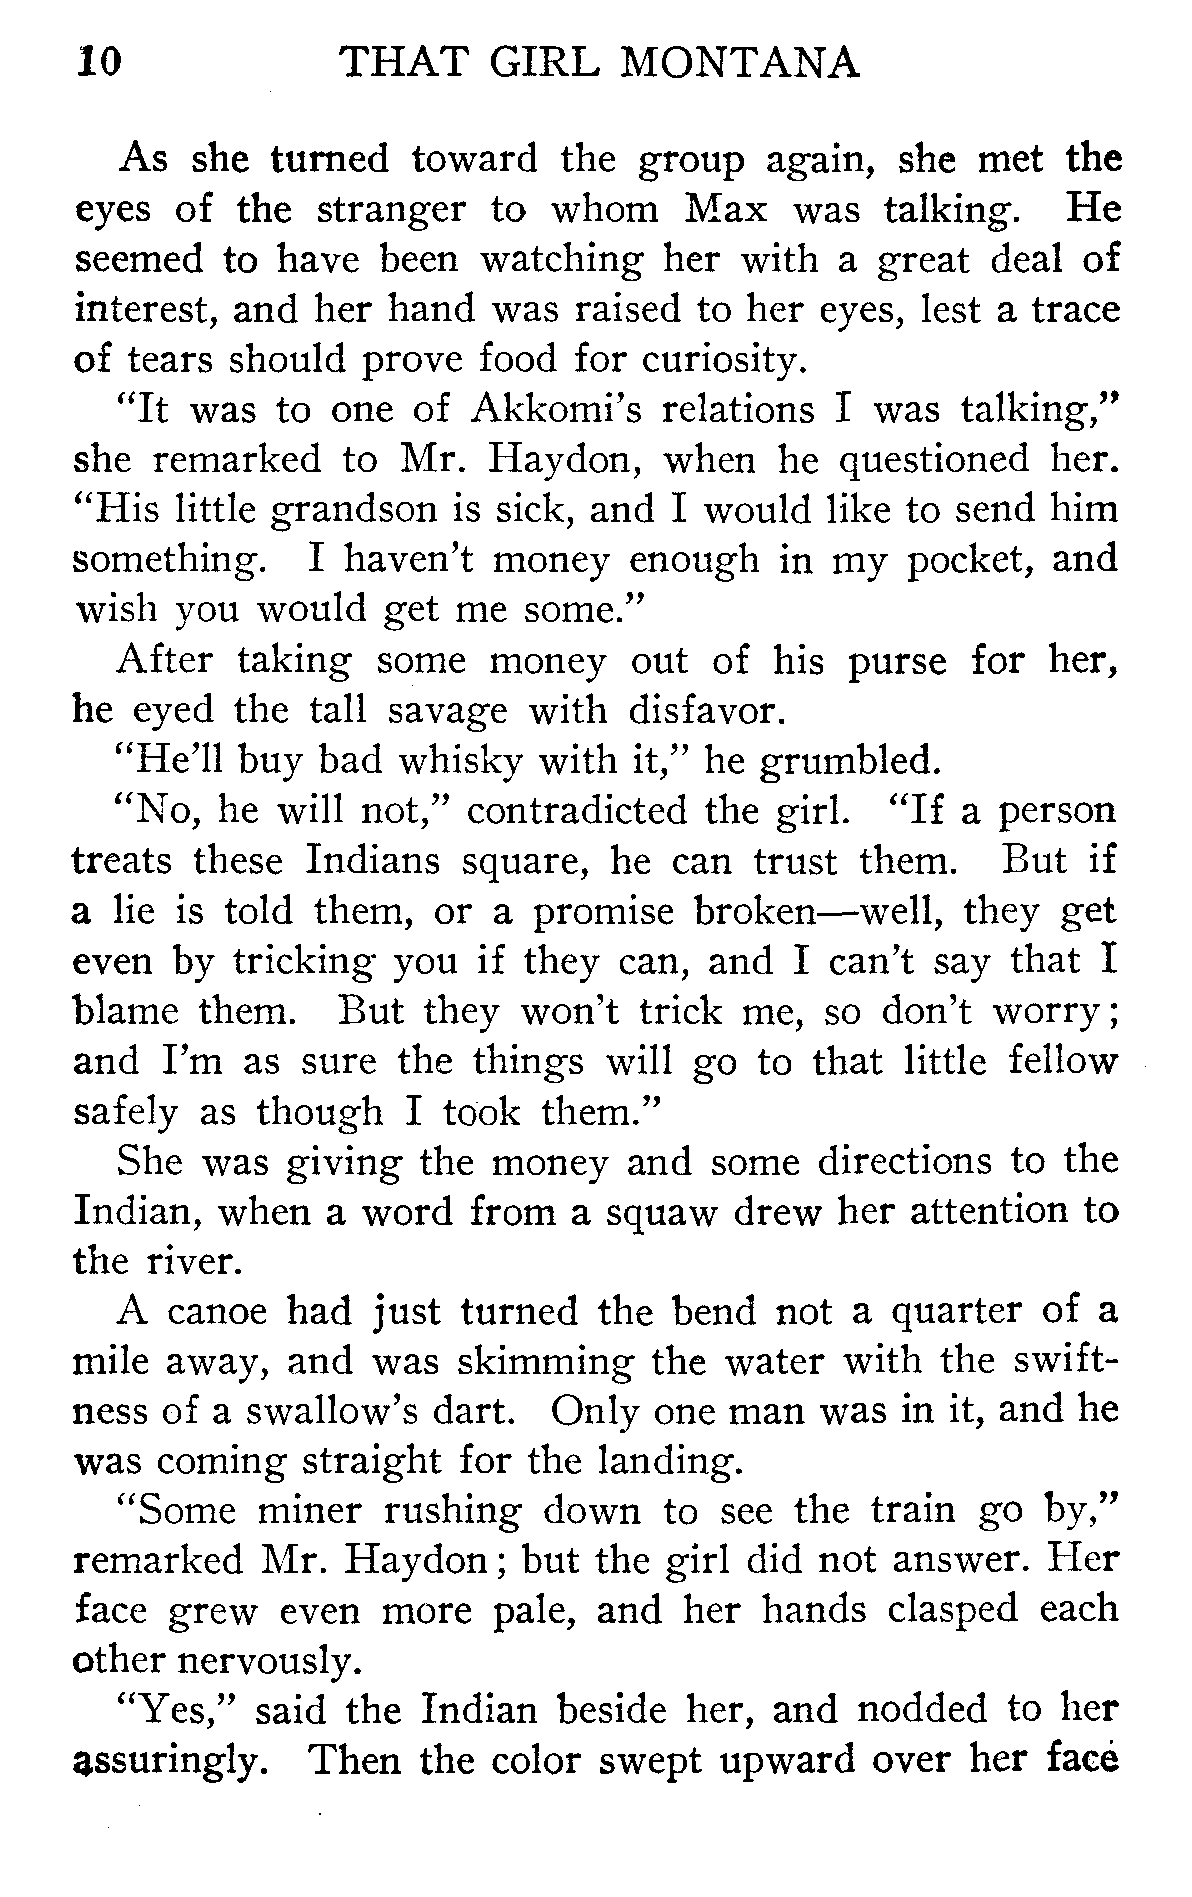 10 THAT GIRL MONTANA
As she turned toward the group again, she met the
eyes of the stranger to whom Max was talking. He
seemed to have been watching her with a great deal of
interest, and her hand was raised to her eyes, lest a trace
of tears should prove food for curiosity.
“It was to one of Akkomi’s relations I was talking,”
she remarked to Mr. Haydon, when he questioned her.
“His little grandson is sick, and I would like to send him
something. I haven’t money enough in my pocket, and
wish you would get me some.”
After taking some money out of his purse for her,
he eyed the tall savage with disfavor.
“He’ll buy bad whisky with it,” he grumbled.
“No, he will not,” contradicted the girl. “If a person
treats these Indians square, he can trust them. But if
a lie is told them, or a promise broken—well, they get
even by tricking you if they can, and I can’t say that I
blame them. But they won’t trick me, so don’t worry;
and I’m as sure the things will go to that little fellow
safely as though I took them.”
She was giving the money and some directions to the
Indian, when a word from a squaw drew her attention to
the river.
A canoe had just turned the bend not a quarter of a
mile away, and was skimming the water with the swift-
ness of a swallow’s dart. Only one man was in it, and he
was coming straight for the landing.
“Some miner rushing down to see the train go by,”
remarked Mr. Haydon; but the girl did not answer. Her
face grew even more pale, and her hands clasped each
other nervously.
“Yes,” said the Indian beside her, and nodded to her
assuringly. Then the color swept upward over her face